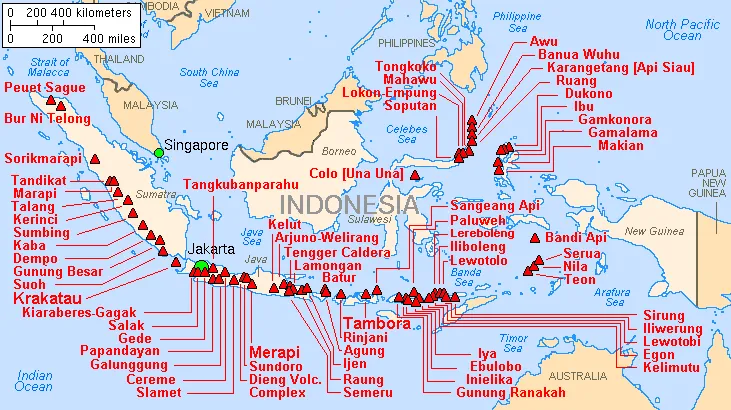 0 200 400 kilometers
0 200 400 miles
CAMBODIA
VIETNAM
THAILAND
Philippine
Sea
North Pacific
Ocean
PHILIPPINES
Strait of
Malacca
South China
Sea
MALAYSIA
BRUNEI
MALAYSIA
Celebes
Sea
Borneo
Singapore
Sumatra
INDONESIA
Sulawesi
PAPUA
NEW
GUINEA
New Guinea
Jakarta
Java
Sea
Java
Banda
Sea
Arafura
Sea
Timor
Sea
Indian
Ocean
AUSTRALIA
Peuet Sague
Bur Ni Telong
Sorikmarapi
Tandikat
Marapi
Talang
Kerinci
Sumbing
Kaba
Dempo
Gunung Besar
Suoh
Krakatau
Kiaraberes-Gagak
Salak
Gede
Papandayan
Galunggung
Cereme
Slamet
Tangkubanparahu
Merapi
Sundoro
Dieng Volc.
Complex
Kelut
Arjuno-Welirang
Tengger Caldera
Lamongan
Batur
Tambora
Rinjani
Agung
Ijen
Raung
Semeru
Tongkoko
Mahawu
Lokon Empung
Soputan
Colo [Una Una]
Awu
Banua Wuhu
Karangetang [Api Siau]
Ruang
Dukono
Ibu
Gamkonora
Gamalama
Makian
Sangeang Api
Paluweh
Lereboleng
Iliboleng
Lewotolo
Bandi Api
Serua
Nila
Teon
Sirung
Iliwerung
Lewotobi
Egon
Kelimutu
Iya
Ebulobo
Inielika
Gunung Ranakah